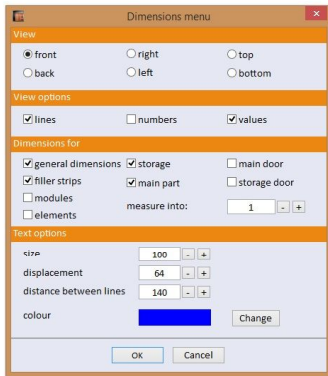 Dimensions menu
View
front right top
back left bottom
View options
lines numbers values
Dimensions for
general dimensions storage main door
filler strips main part storage door
modules
measure into: 1 - +
elements
Text options
size 100 - +
displacement 64 - +
distance between lines 140 - +
colour Change
OK Cancel